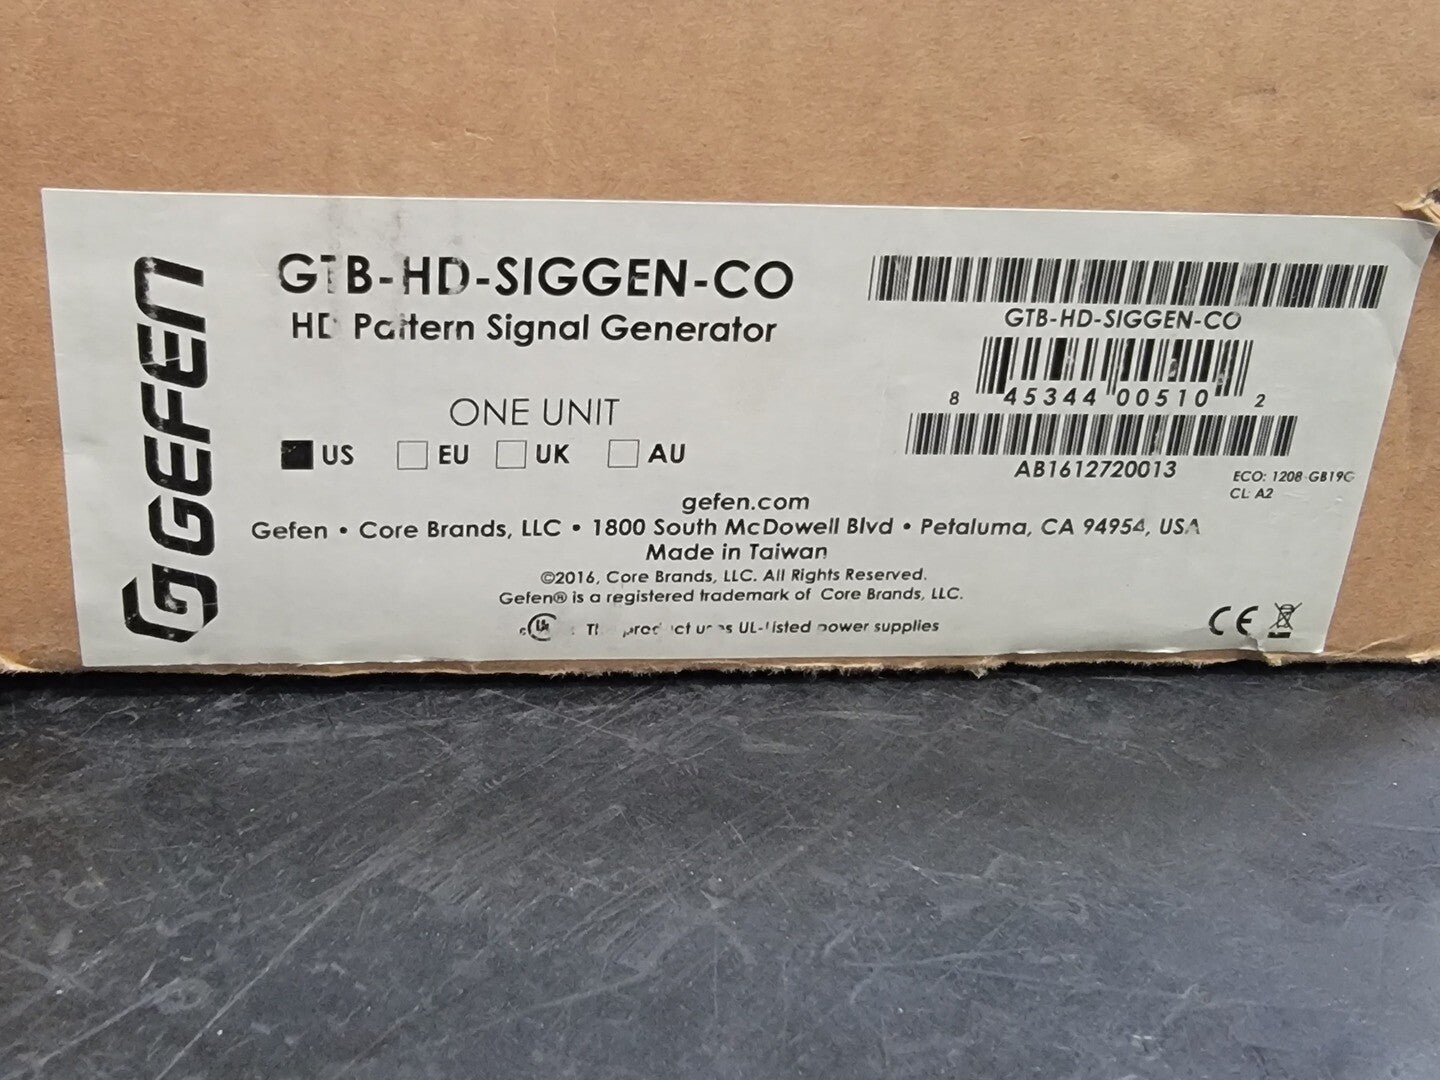 GEFEN
GTB-HD-SIGGEN-CO
HD Pattern Signal Generator
ONE UNIT
US EU UK AU
GTB-HD-SIGGEN-CO
8 45344 00510 2
AB1612720013
ECO: 1208-GB19G
CL: A2
gefen.com
Gefen • Core Brands, LLC • 1800 South McDowell Blvd • Petaluma, CA 94954, USA
Made in Taiwan
©2016, Core Brands, LLC. All Rights Reserved.
Gefen® is a registered trademark of Core Brands, LLC.
product uses UL-listed power supplies
CE